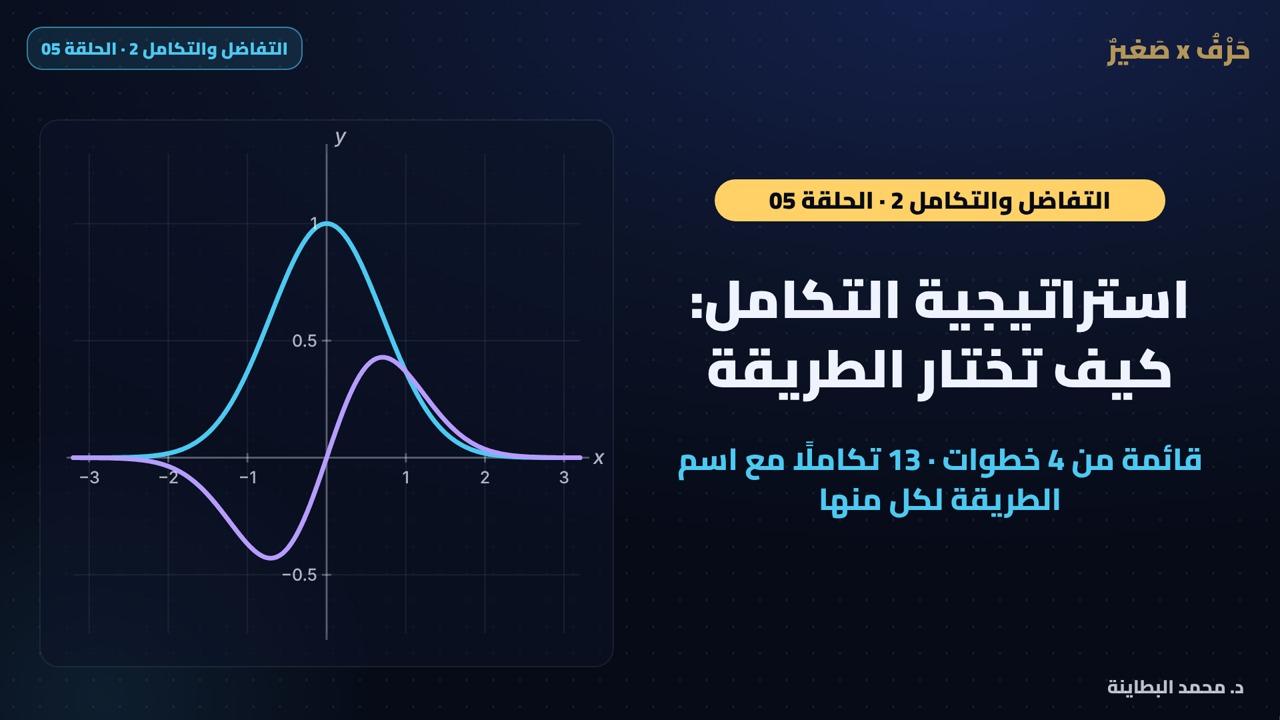 حَرْفُ x صَغيرٌ
التفاضل والتكامل 2 · الحلقة 05
التفاضل والتكامل 2 · الحلقة 05
استراتيجية التكامل:
كيف تختار الطريقة
قائمة من 4 خطوات · 13 تكاملًا مع اسم
الطريقة لكل منها
y
1
0.5
−0.5
−3 −2 −1 1 2 3
x
د. محمد البطاينة